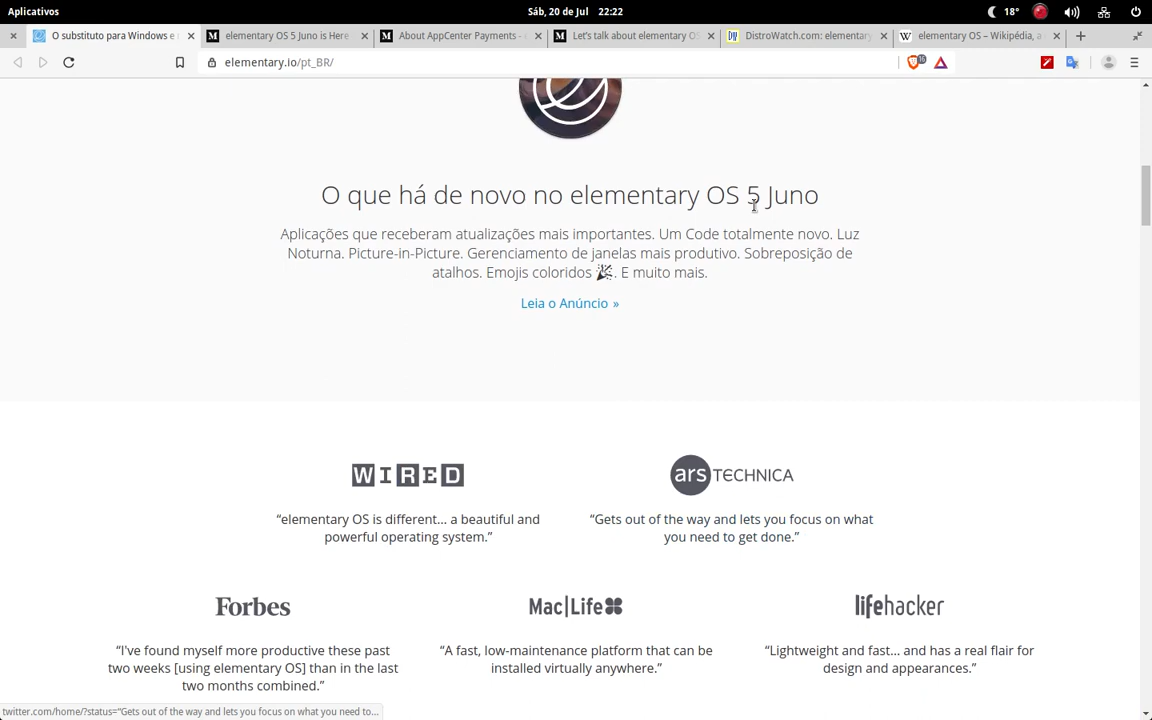 Aplicativos
Sáb, 20 de Jul 22:22
18°
O substituto para Windows e
elementary OS 5 Juno is Here
About AppCenter Payments -
Let's talk about elementary OS
DistroWatch.com: elementary
elementary OS – Wikipédia, a
elementary.io/pt_BR/
O que há de novo no elementary OS 5 Juno
Aplicações que receberam atualizações mais importantes. Um Code totalmente novo. Luz
Noturna. Picture-in-Picture. Gerenciamento de janelas mais produtivo. Sobreposição de
atalhos. Emojis coloridos 🎉. E muito mais.
Leia o Anúncio »
WIRED
ars TECHNICA
“elementary OS is different... a beautiful and
powerful operating system.”
“Gets out of the way and lets you focus on what
you need to get done.”
Forbes
Mac|Life
lifehacker
“I've found myself more productive these past
two weeks [using elementary OS] than in the last
two months combined.”
“A fast, low-maintenance platform that can be
installed virtually anywhere.”
“Lightweight and fast... and has a real flair for
design and appearances.”
twitter.com/home/?status=“Gets out of the way and lets you focus on what you need to...